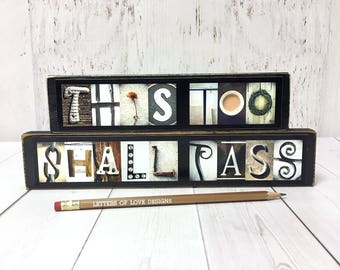 THIS TOO
SHALL PASS
LETTERS OF LOVE DESIGNS